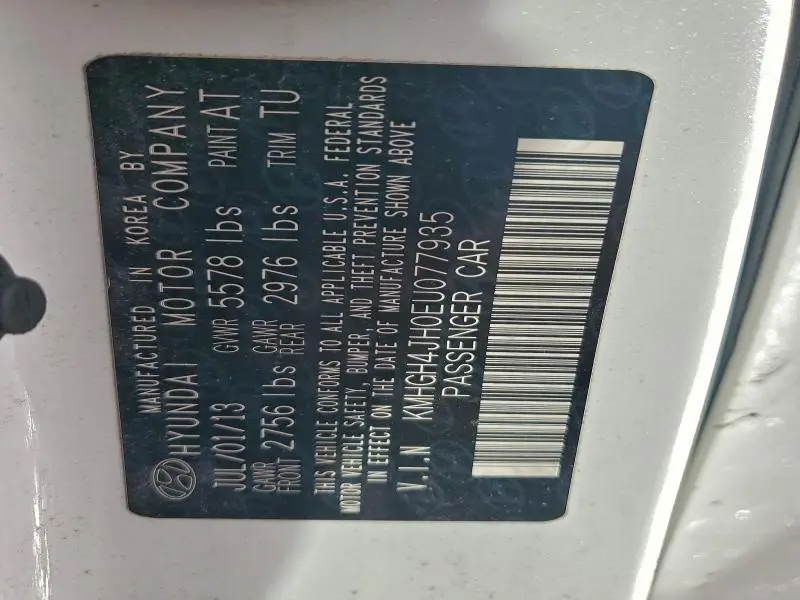 MANUFACTURED IN KOREA BY
HYUNDAI MOTOR COMPANY
JUL/01/13 GVWR 5578 lbs PAINT AT
GAWR FRONT 2756 lbs GAWR REAR 2976 lbs TRIM TU
THIS VEHICLE CONFORMS TO ALL APPLICABLE U.S.A. FEDERAL
MOTOR VEHICLE SAFETY, BUMPER, AND THEFT PREVENTION STANDARDS
IN EFFECT ON THE DATE OF MANUFACTURE SHOWN ABOVE
V.I.N KMHGH4JH0EU077935
PASSENGER CAR